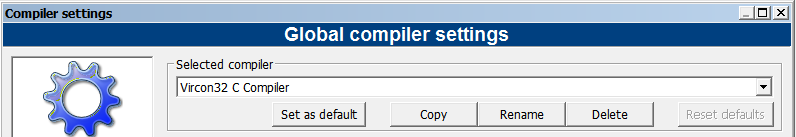 Compiler settings
Global compiler settings
Selected compiler
Vircon32 C Compiler
Set as default Copy Rename Delete Reset defaults